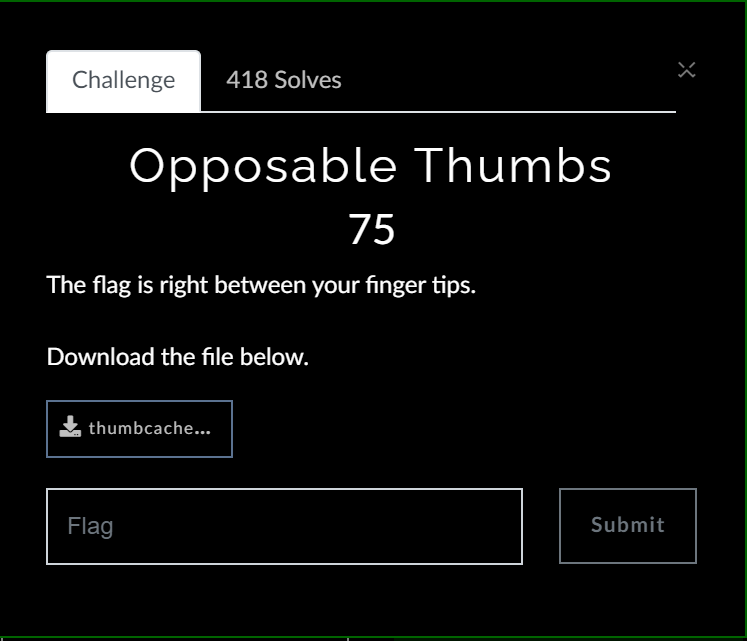 Challenge 418 Solves
Opposable Thumbs
75
The flag is right between your finger tips.
Download the file below.
thumbcache...
Flag Submit